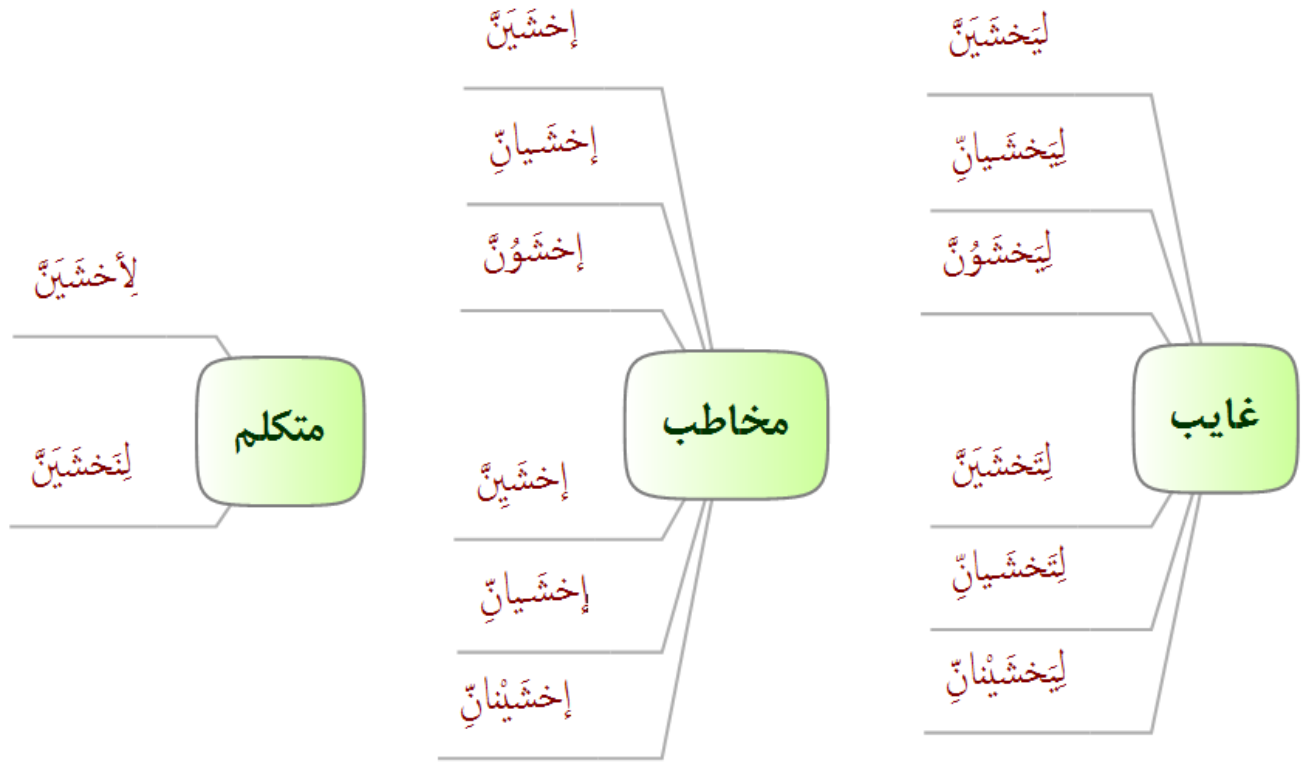 غايب
لِيَخشَيَنَّ
لِيَخشَيانِّ
لِيَخشَوُنَّ
لِتَخشَيَنَّ
لِتَخشَيانِّ
لِيَخشَيْنانِّ
مخاطب
إخشَيَنَّ
إخشَيانِّ
إخشَوُنَّ
إخشَيِنَّ
إخشَيانِّ
إخشَيْنانِّ
متكلم
لِأخشَيَنَّ
لِنَخشَيَنَّ